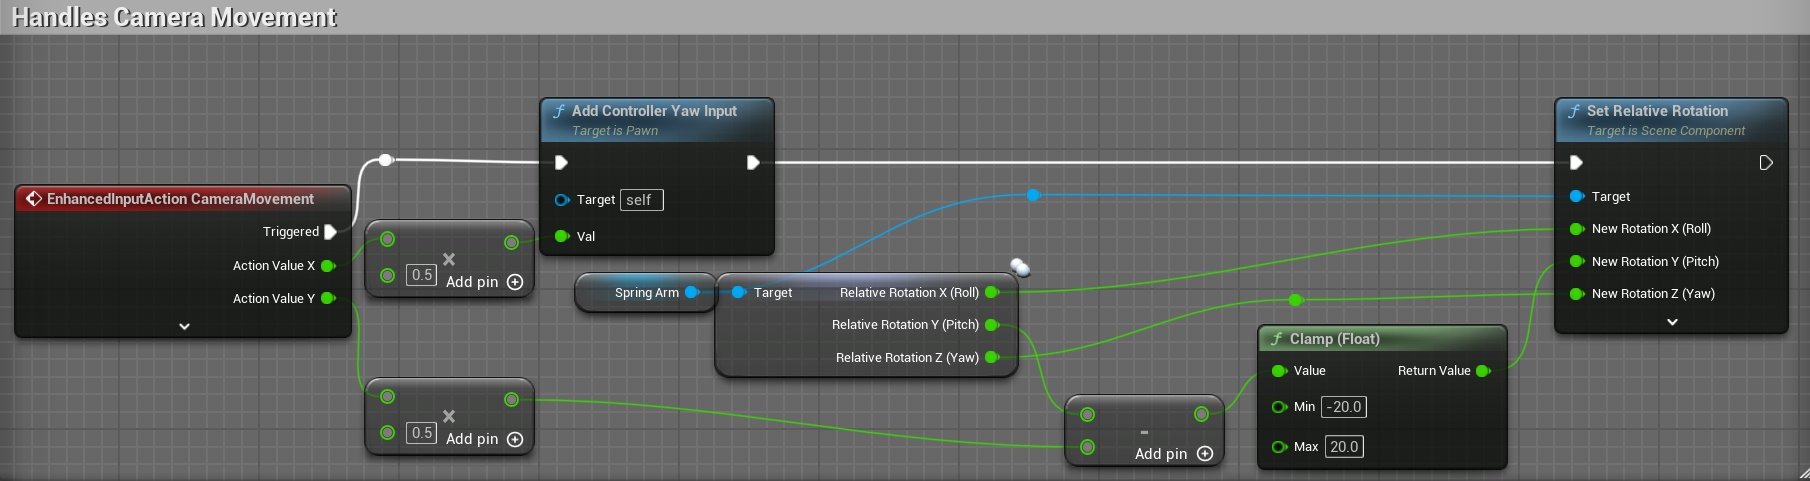 Handles Camera Movement
EnhancedInputAction CameraMovement
Triggered
Action Value X
Action Value Y
0.5
Add pin
0.5
Add pin
f Add Controller Yaw Input
Target is Pawn
Target self
Val
Spring Arm
Target
Relative Rotation X (Roll)
Relative Rotation Y (Pitch)
Relative Rotation Z (Yaw)
-
Add pin
f Clamp (Float)
Value Return Value
Min -20.0
Max 20.0
f Set Relative Rotation
Target is Scene Component
Target
New Rotation X (Roll)
New Rotation Y (Pitch)
New Rotation Z (Yaw)